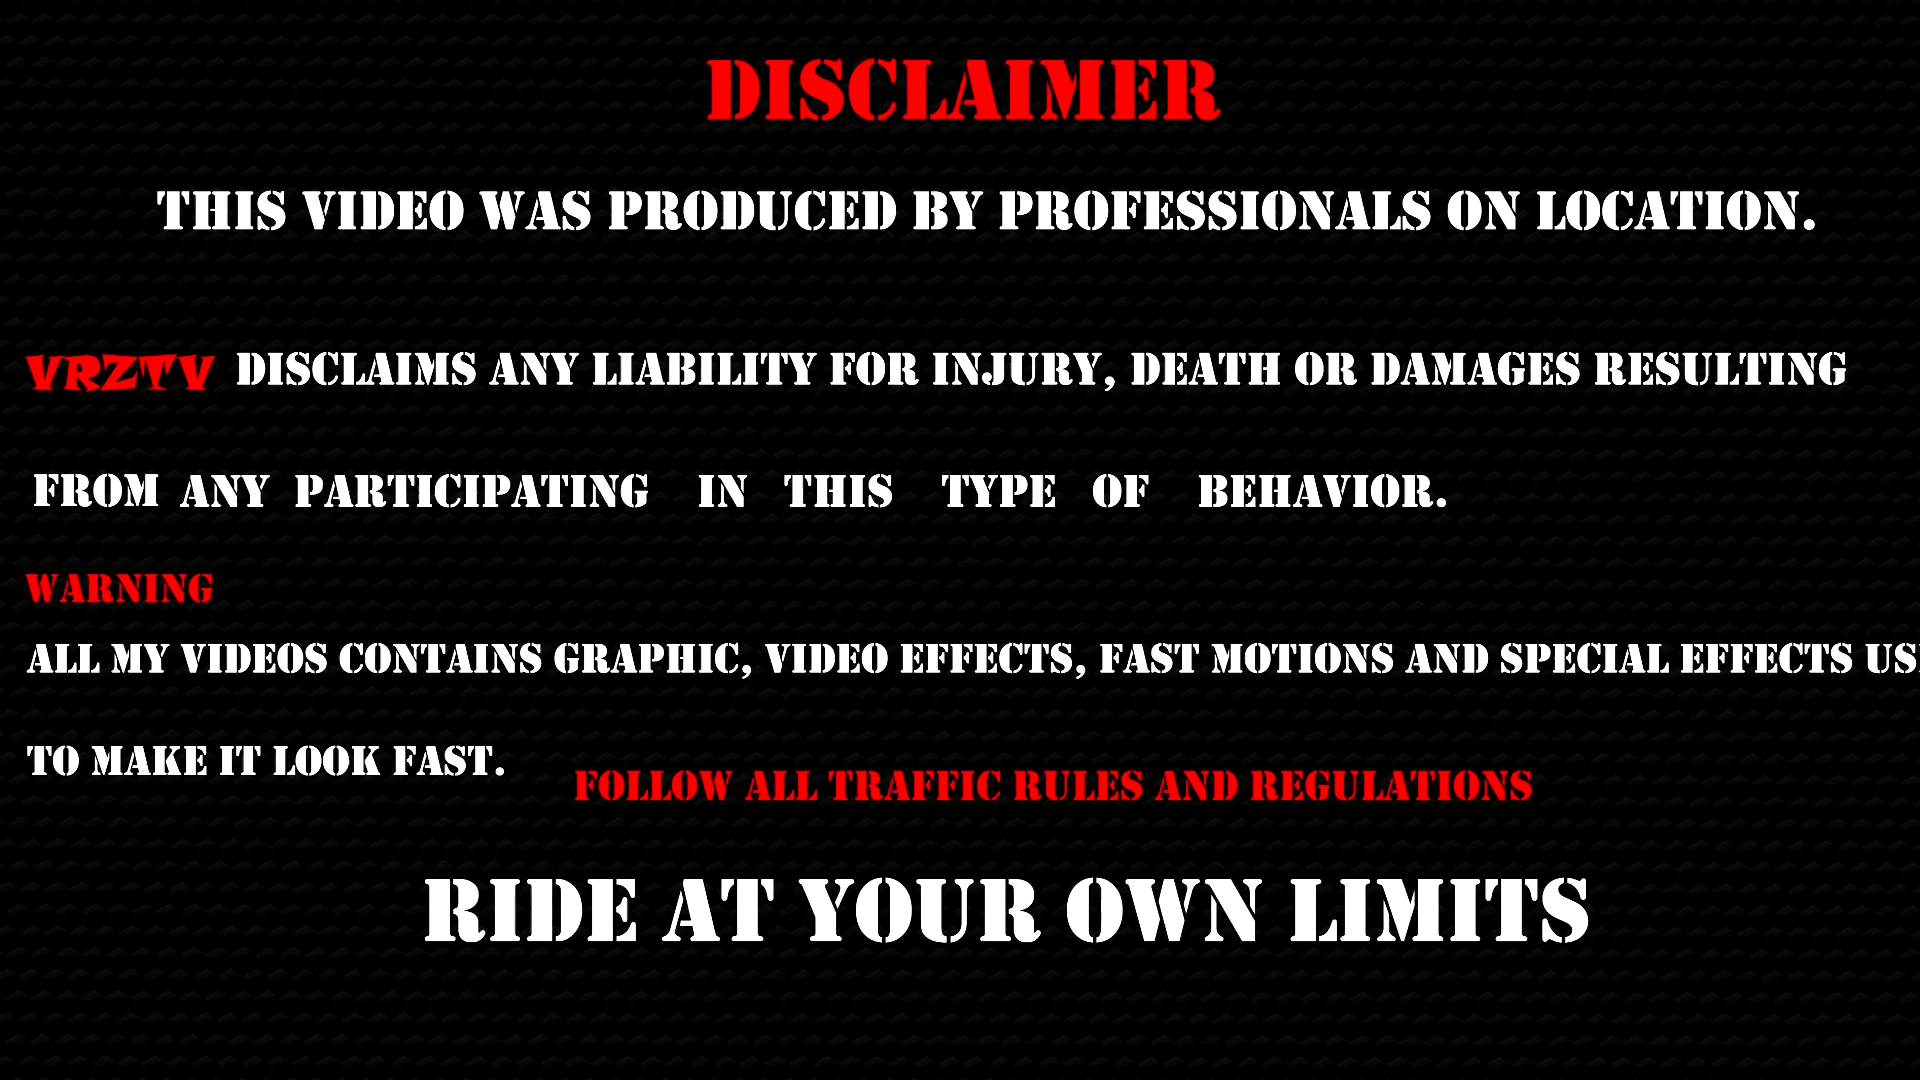 DISCLAIMER
THIS VIDEO WAS PRODUCED BY PROFESSIONALS ON LOCATION.
VRZTV DISCLAIMS ANY LIABILITY FOR INJURY, DEATH OR DAMAGES RESULTING
FROM ANY PARTICIPATING IN THIS TYPE OF BEHAVIOR.
WARNING
ALL MY VIDEOS CONTAINS GRAPHIC, VIDEO EFFECTS, FAST MOTIONS AND SPECIAL EFFECTS
TO MAKE IT LOOK FAST.
FOLLOW ALL TRAFFIC RULES AND REGULATIONS
RIDE AT YOUR OWN LIMITS